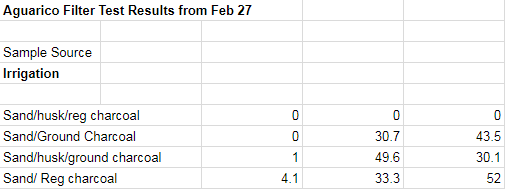 Aguarico Filter Test Results from Feb 27
Sample Source
Irrigation
Sand/husk/reg charcoal 0 0 0
Sand/Ground Charcoal 0 30.7 43.5
Sand/husk/ground charcoal 1 49.6 30.1
Sand/ Reg charcoal 4.1 33.3 52